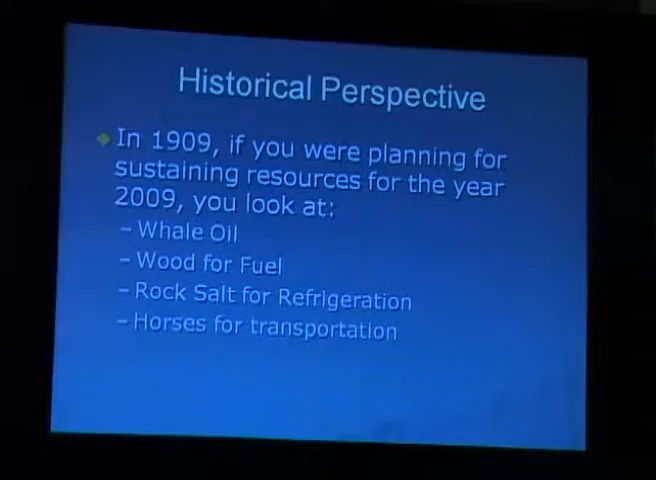 Historical Perspective
In 1909, if you were planning for
sustaining resources for the year
2009, you look at:
– Whale Oil
– Wood for Fuel
– Rock Salt for Refrigeration
– Horses for transportation